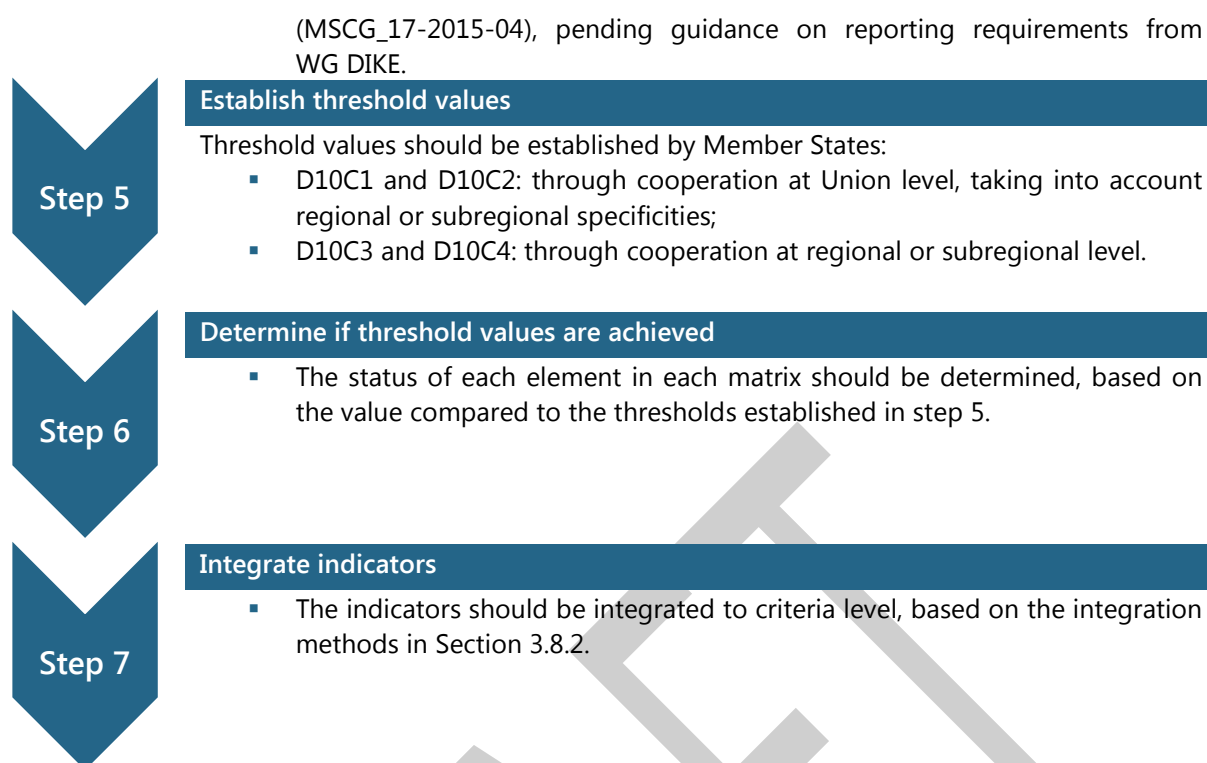 (MSCG_17-2015-04), pending guidance on reporting requirements from
WG DIKE.
Step 5
Establish threshold values
Threshold values should be established by Member States:
▪ D10C1 and D10C2: through cooperation at Union level, taking into account
regional or subregional specificities;
▪ D10C3 and D10C4: through cooperation at regional or subregional level.
Step 6
Determine if threshold values are achieved
▪ The status of each element in each matrix should be determined, based on
the value compared to the thresholds established in step 5.
Step 7
Integrate indicators
▪ The indicators should be integrated to criteria level, based on the integration
methods in Section 3.8.2.